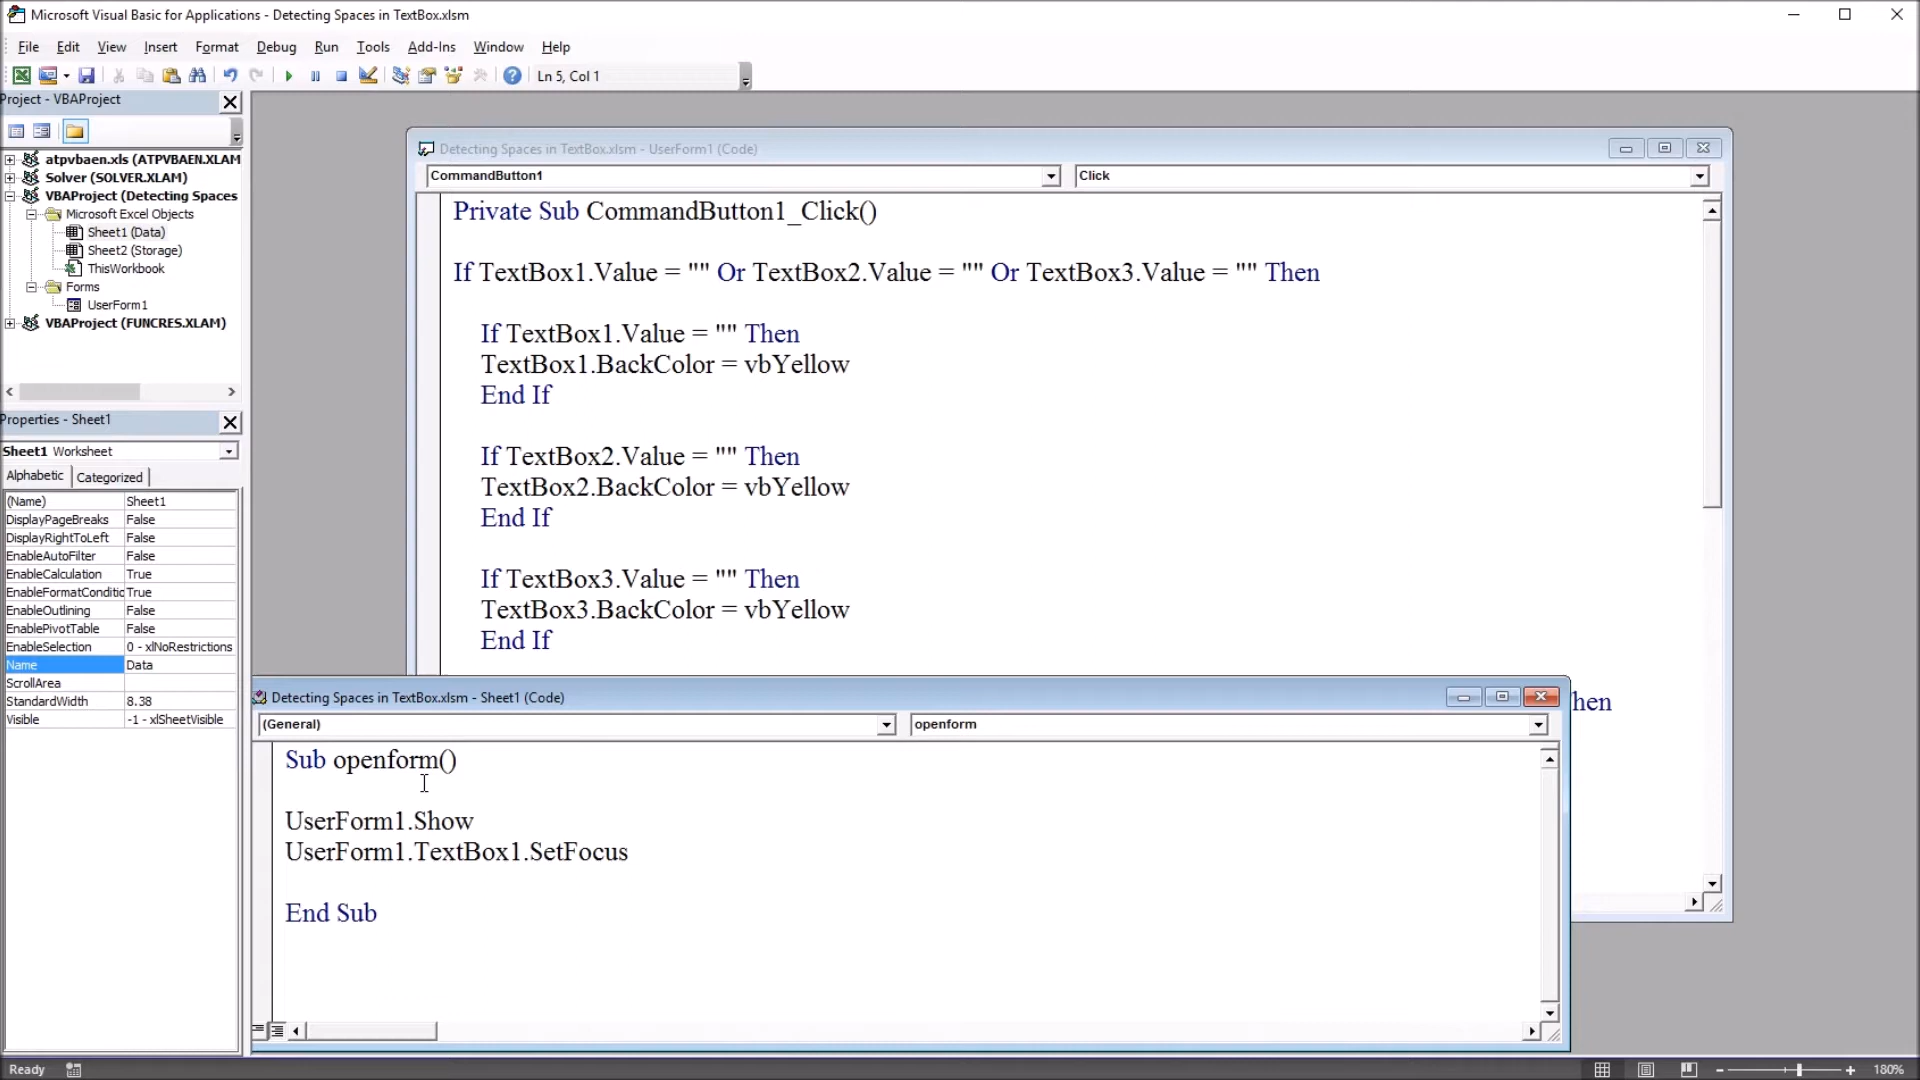 Microsoft Visual Basic for Applications - Detecting Spaces in TextBox.xlsm
File Edit View Insert Format Debug Run Tools Add-Ins Window Help
Ln 5, Col 1
Project - VBAProject
atpvbaen.xls (ATPVBAEN.XLAM
Solver (SOLVER.XLAM)
VBAProject (Detecting Spaces
Microsoft Excel Objects
Sheet1 (Data)
Sheet2 (Storage)
ThisWorkbook
Forms
UserForm1
VBAProject (FUNCRES.XLAM)
Properties - Sheet1
Sheet1 Worksheet
Alphabetic Categorized
(Name) Sheet1
DisplayPageBreaks False
DisplayRightToLeft False
EnableAutoFilter False
EnableCalculation True
EnableFormatConditic True
EnableOutlining False
EnablePivotTable False
EnableSelection 0 - xlNoRestrictions
Name Data
ScrollArea
StandardWidth 8.38
Visible -1 - xlSheetVisible
Detecting Spaces in TextBox.xlsm - UserForm1 (Code)
CommandButton1 Click
Private Sub CommandButton1_Click()
If TextBox1.Value = "" Or TextBox2.Value = "" Or TextBox3.Value = "" Then
If TextBox1.Value = "" Then
TextBox1.BackColor = vbYellow
End If
If TextBox2.Value = "" Then
TextBox2.BackColor = vbYellow
End If
If TextBox3.Value = "" Then
TextBox3.BackColor = vbYellow
End If
hen
Detecting Spaces in TextBox.xlsm - Sheet1 (Code)
(General) openform
Sub openform()
UserForm1.Show
UserForm1.TextBox1.SetFocus
End Sub
Ready
180%